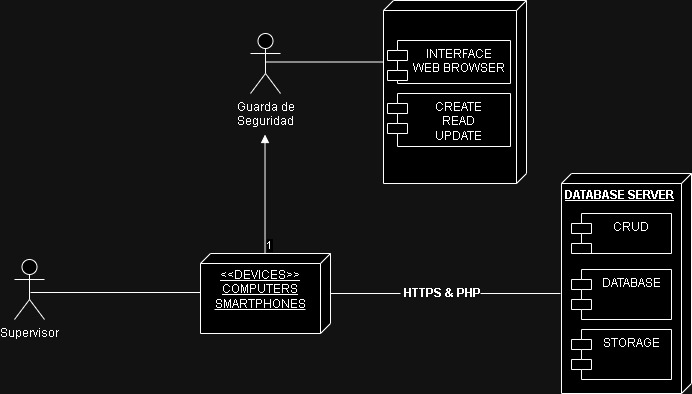 INTERFACE
WEB BROWSER
CREATE
READ
UPDATE
Guarda de
Seguridad
1
<<DEVICES>>
COMPUTERS
SMARTPHONES
Supervisor
HTTPS & PHP
DATABASE SERVER
CRUD
DATABASE
STORAGE